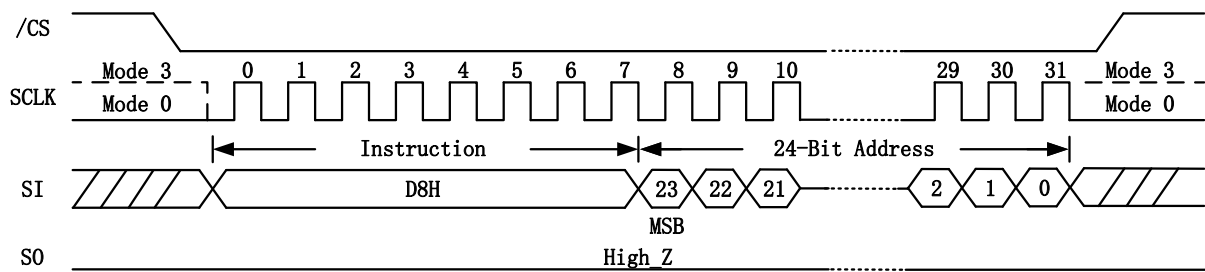 /CS
Mode 3 0 1 2 3 4 5 6 7 8 9 10 29 30 31 Mode 3
SCLK Mode 0 Mode 0
Instruction 24-Bit Address
SI D8H 23 22 21 2 1 0
MSB
SO High_Z